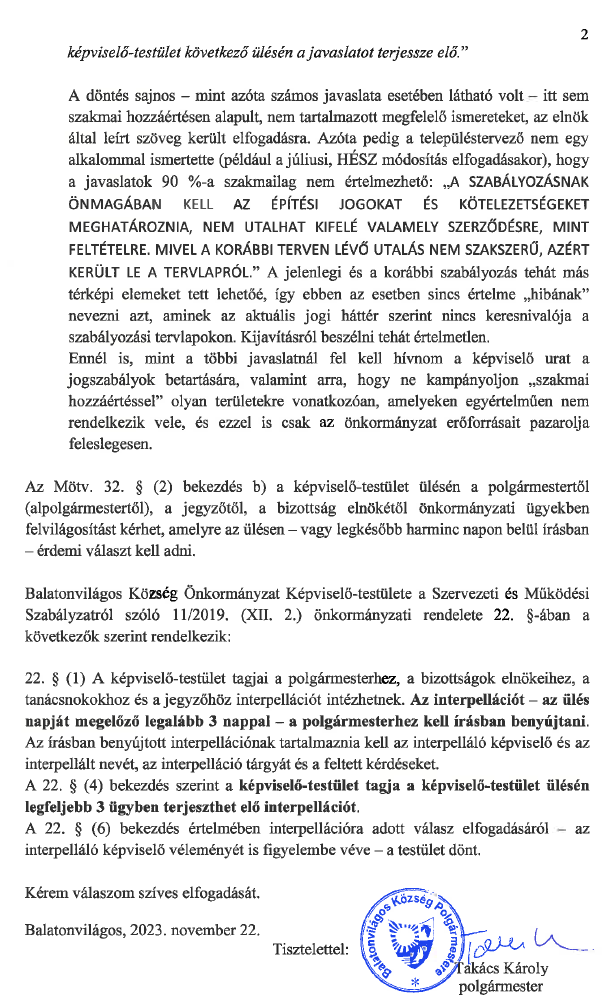 2
képviselő-testület következő ülésén a javaslatot terjessze elő.”
A döntés sajnos – mint azóta számos javaslata esetében látható volt – itt sem
szakmai hozzáértésen alapult, nem tartalmazott megfelelő ismereteket, az elnök
által leírt szöveg került elfogadásra. Azóta pedig a településtervező nem egy
alkalommal ismertette (például a júliusi, HÉSZ módosítás elfogadásakor), hogy
a javaslatok 90 %-a szakmailag nem értelmezhető: „A SZABÁLYOZÁSNAK
ÖNMAGÁBAN KELL AZ ÉPÍTÉSI JOGOKAT ÉS KÖTELEZETSÉGEKET
MEGHATÁROZNIA, NEM UTALHAT KIFELÉ VALAMELY SZERZŐDÉSRE, MINT
FELTÉTELRE. MIVEL A KORÁBBI TERVEN LÉVŐ UTALÁS NEM SZAKSZERŰ, AZÉRT
KERÜLT LE A TERVLAPRÓL.” A jelenlegi és a korábbi szabályozás tehát más
térképi elemeket tett lehetőé, így ebben az esetben sincs értelme „hibának”
nevezni azt, aminek az aktuális jogi háttér szerint nincs keresnivalója a
szabályozási tervlapokon. Kijavításról beszélni tehát értelmetlen.
Ennél is, mint a többi javaslatnál fel kell hívnom a képviselő urat a
jogszabályok betartására, valamint arra, hogy ne kampányoljon „szakmai
hozzáértéssel” olyan területekre vonatkozóan, amelyeken egyértelműen nem
rendelkezik vele, és ezzel is csak az önkormányzat erőforrásait pazarolja
feleslegesen.
Az Mötv. 32. § (2) bekezdés b) a képviselő-testület ülésén a polgármestertől
(alpolgármestertől), a jegyzőtől, a bizottság elnökétől önkormányzati ügyekben
felvilágosítást kérhet, amelyre az ülésen – vagy legkésőbb harminc napon belül írásban
– érdemi választ kell adni.
Balatonvilágos Község Önkormányzat Képviselő-testülete a Szervezeti és Működési
Szabályzatról szóló 11/2019. (XII. 2.) önkormányzati rendelete 22. §-ában a
következők szerint rendelkezik:
22. § (1) A képviselő-testület tagjai a polgármesterhez, a bizottságok elnökeihez, a
tanácsnokokhoz és a jegyzőhöz interpellációt intézhetnek. Az interpellációt – az ülés
napját megelőző legalább 3 nappal – a polgármesterhez kell írásban benyújtani.
Az írásban benyújtott interpellációnak tartalmaznia kell az interpelláló képviselő és az
interpellált nevét, az interpelláció tárgyát és a feltett kérdéseket.
A 22. § (4) bekezdés szerint a képviselő-testület tagja a képviselő-testület ülésén
legfeljebb 3 ügyben terjeszthet elő interpellációt.
A 22. § (6) bekezdés értelmében interpellációra adott válasz elfogadásáról – az
interpelláló képviselő véleményét is figyelembe véve – a testület dönt.
Kérem válaszom szíves elfogadását.
Balatonvilágos, 2023. november 22.
Tisztelettel:
Balatonvilágos Község Polgármestere
*
Takács Károly
polgármester